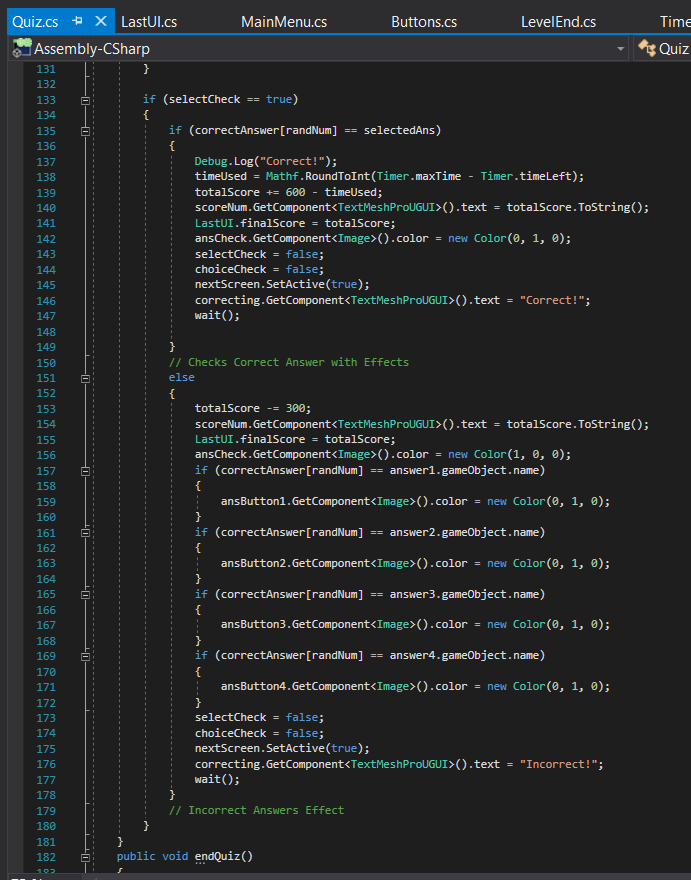 Quiz.cs LastUI.cs MainMenu.cs Buttons.cs LevelEnd.cs Time
Assembly-CSharp Quiz
131 }
132
133 if (selectCheck == true)
134 {
135 if (correctAnswer[randNum] == selectedAns)
136 {
137 Debug.Log("Correct!");
138 timeUsed = Mathf.RoundToInt(Timer.maxTime - Timer.timeLeft);
139 totalScore += 600 - timeUsed;
140 scoreNum.GetComponent<TextMeshProUGUI>().text = totalScore.ToString();
141 LastUI.finalScore = totalScore;
142 ansCheck.GetComponent<Image>().color = new Color(0, 1, 0);
143 selectCheck = false;
144 choiceCheck = false;
145 nextScreen.SetActive(true);
146 correcting.GetComponent<TextMeshProUGUI>().text = "Correct!";
147 wait();
148
149 }
150 // Checks Correct Answer with Effects
151 else
152 {
153 totalScore -= 300;
154 scoreNum.GetComponent<TextMeshProUGUI>().text = totalScore.ToString();
155 LastUI.finalScore = totalScore;
156 ansCheck.GetComponent<Image>().color = new Color(1, 0, 0);
157 if (correctAnswer[randNum] == answer1.gameObject.name)
158 {
159 ansButton1.GetComponent<Image>().color = new Color(0, 1, 0);
160 }
161 if (correctAnswer[randNum] == answer2.gameObject.name)
162 {
163 ansButton2.GetComponent<Image>().color = new Color(0, 1, 0);
164 }
165 if (correctAnswer[randNum] == answer3.gameObject.name)
166 {
167 ansButton3.GetComponent<Image>().color = new Color(0, 1, 0);
168 }
169 if (correctAnswer[randNum] == answer4.gameObject.name)
170 {
171 ansButton4.GetComponent<Image>().color = new Color(0, 1, 0);
172 }
173 selectCheck = false;
174 choiceCheck = false;
175 nextScreen.SetActive(true);
176 correcting.GetComponent<TextMeshProUGUI>().text = "Incorrect!";
177 wait();
178 }
179 // Incorrect Answers Effect
180 }
181 }
182 public void endQuiz()
183 {